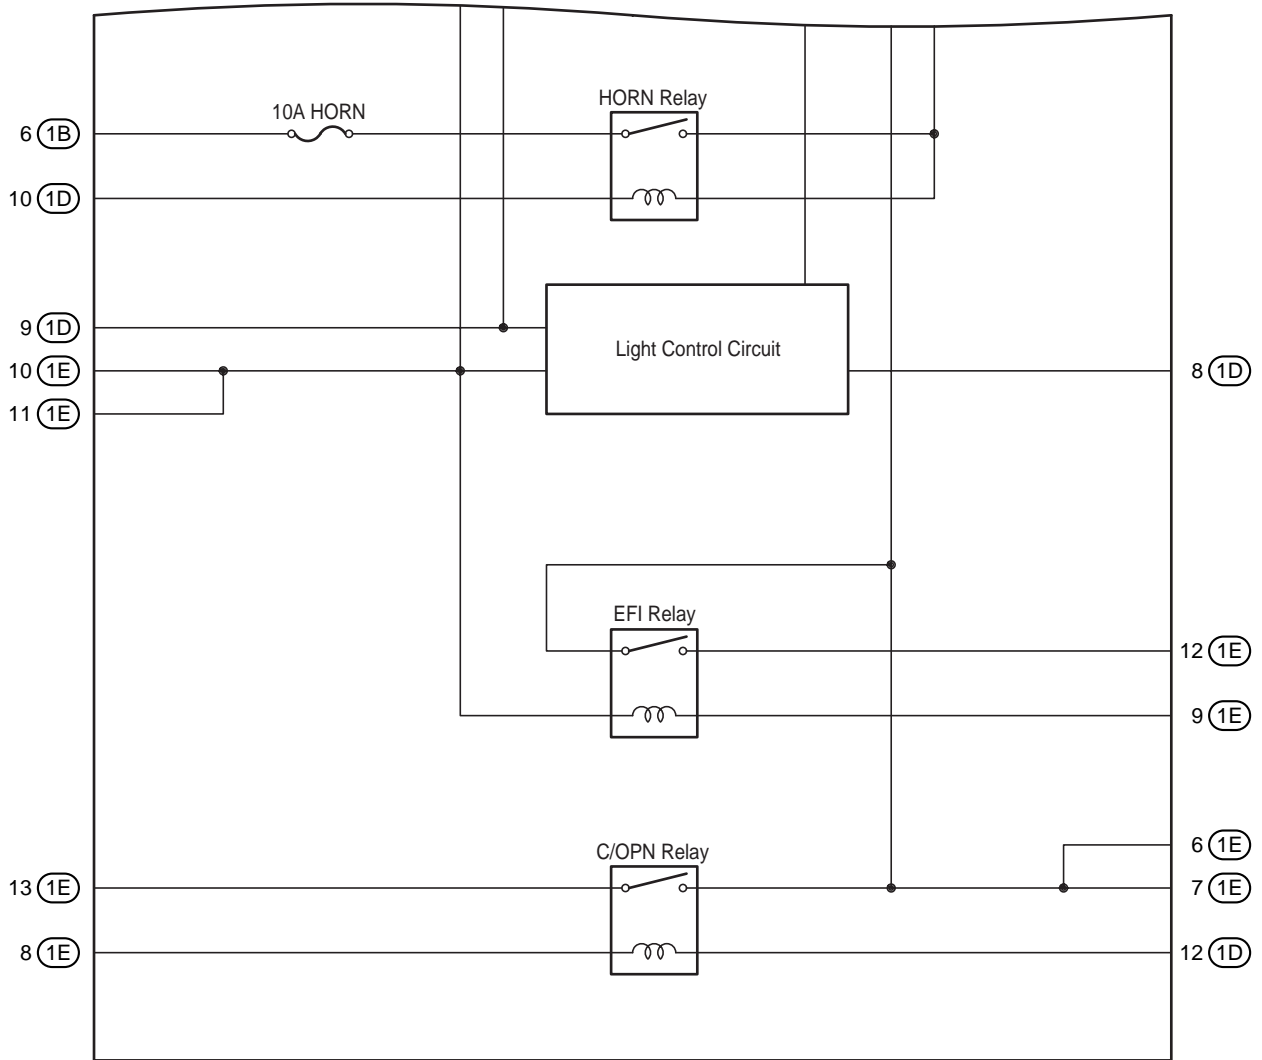 HORN Relay
10A HORN
6 1B
10 1D
9 1D
Light Control Circuit
10 1E
8 1D
11 1E
EFI Relay
12 1E
9 1E
6 1E
C/OPN Relay
13 1E
7 1E
8 1E
12 1D